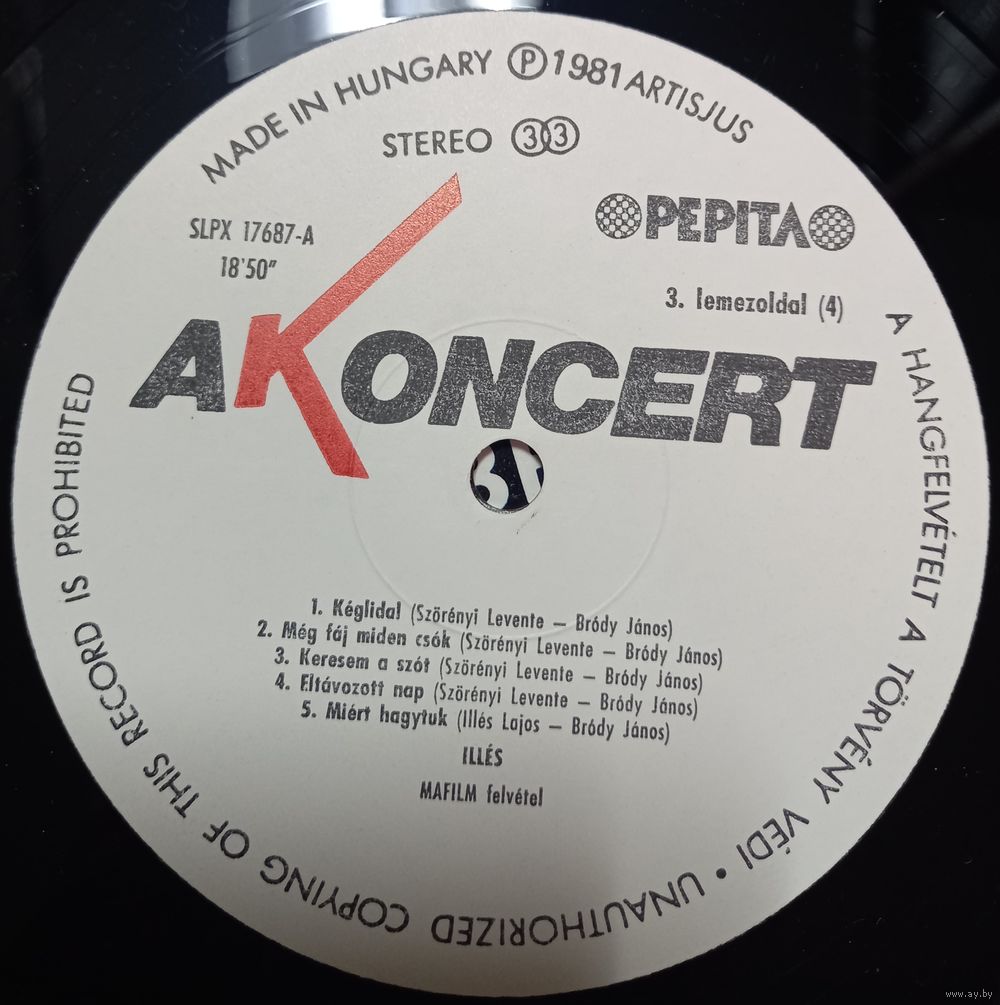 MADE IN HUNGARY Ⓟ 1981 ARTISJUS
STEREO 33
SLPX 17687-A
18'50"
PEPITA
3. lemezoldal (4)
A KONCERT
1. Kéglidal (Szörényi Levente – Bródy János)
2. Még fáj miden csók (Szörényi Levente – Bródy János)
3. Keresem a szót (Szörényi Levente – Bródy János)
4. Eltávozott nap (Szörényi Levente – Bródy János)
5. Miért hagytuk (Illés Lajos – Bródy János)
ILLÉS
MAFILM felvétel
A HANGFELVÉTELT A TÖRVÉNY VÉDI • UNAUTHORIZED COPYING OF THIS RECORD IS PROHIBITED
www.ay.by